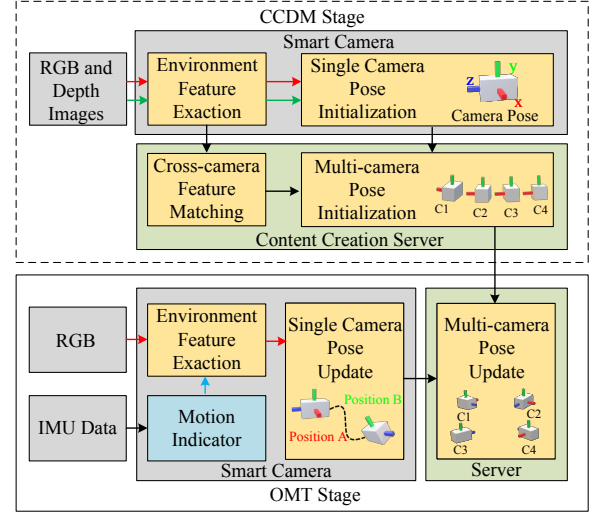 CCDM Stage
Smart Camera
RGB and
Depth
Images
Environment
Feature
Exaction
Single Camera
Pose
Initialization
y
z
x
Camera Pose
Cross-camera
Feature
Matching
Multi-camera
Pose
Initialization
C1
C2
C3
C4
Content Creation Server
RGB
IMU Data
Environment
Feature
Exaction
Motion
Indicator
Single Camera
Pose
Update
Position B
Position A
Smart Camera
Multi-camera
Pose
Update
C1
C2
C3
C4
Server
OMT Stage